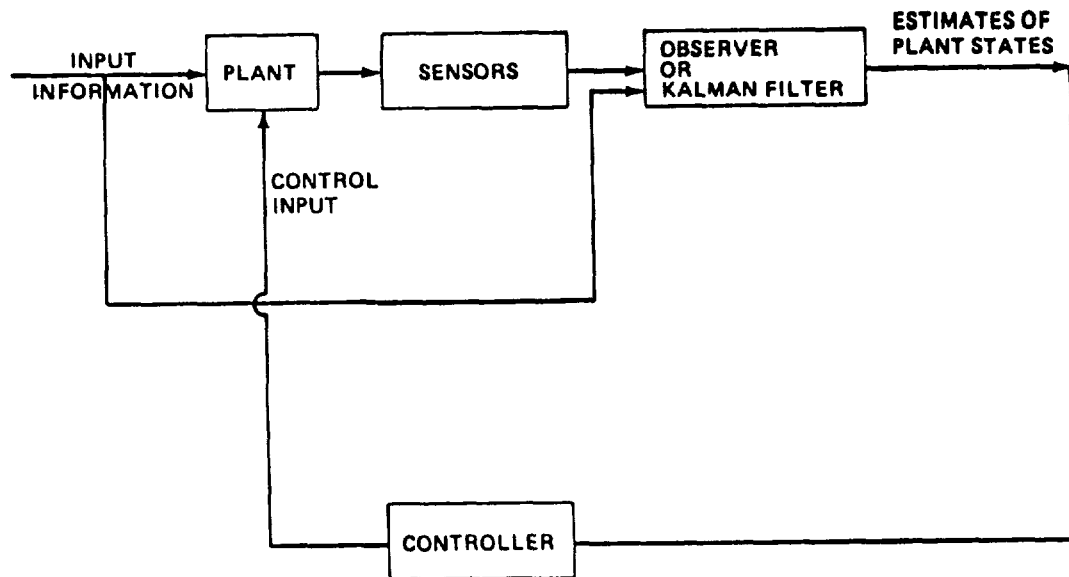 INPUT
INFORMATION
PLANT
SENSORS
OBSERVER
OR
KALMAN FILTER
ESTIMATES OF
PLANT STATES
CONTROL
INPUT
CONTROLLER